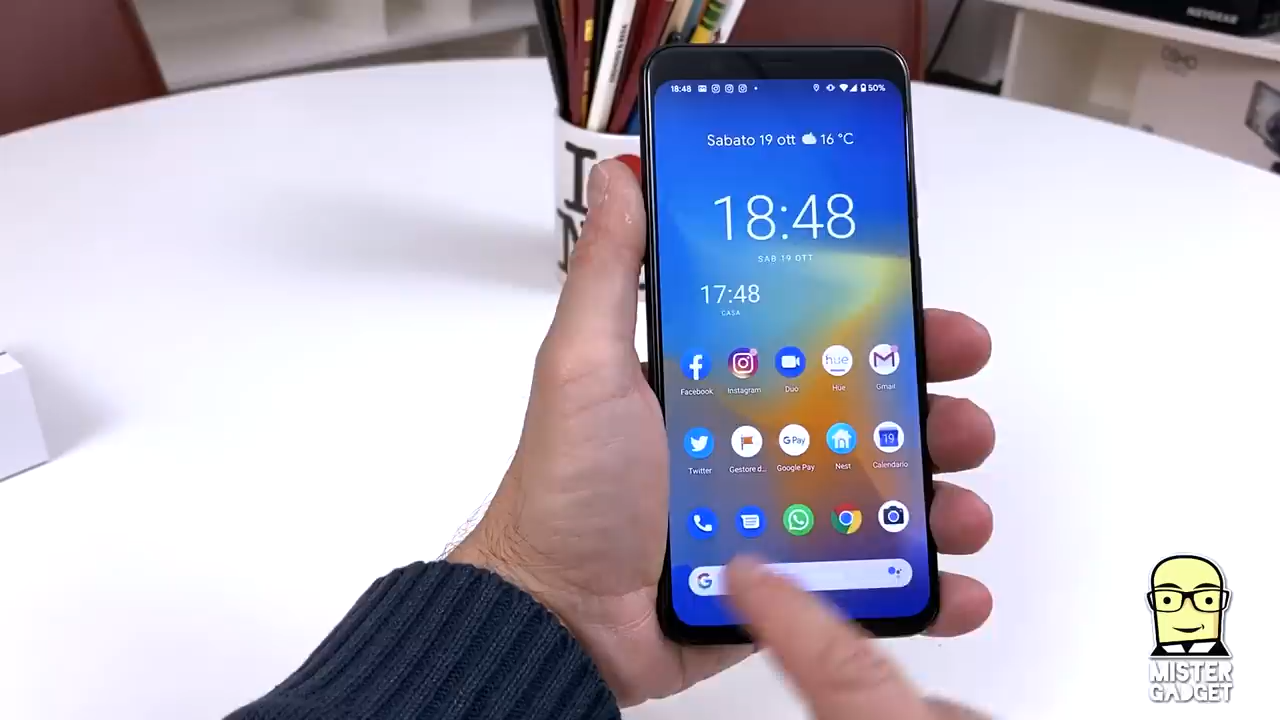 NETGEAR
18:48
50%
Sabato 19 ott 16 °C
18:48
SAB 19 OTT
17:48
CASA
hue
Facebook Instagram Duo Hue Gmail
G Pay
19
Twitter Gestore d... Google Pay Nest Calendario
G
I
N
MISTER
GADGET